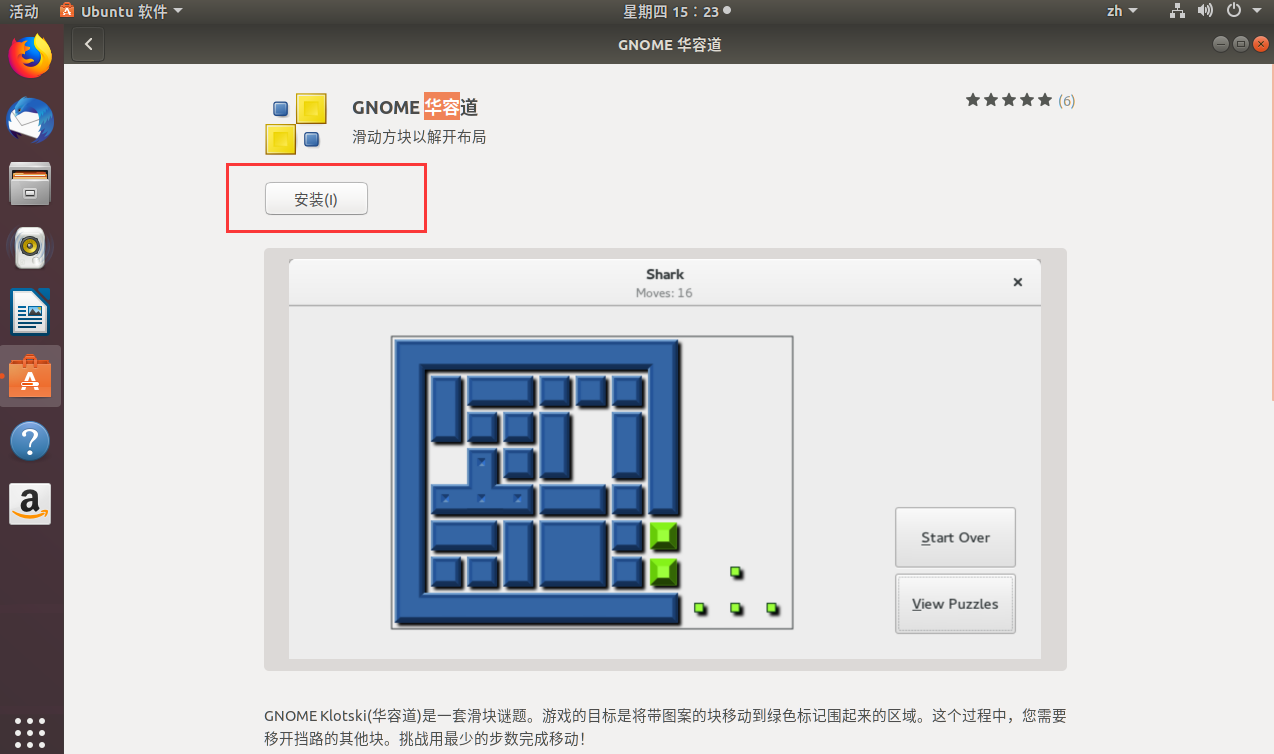 活动 Ubuntu 软件 星期四 15：23 zh
GNOME 华容道
GNOME 华容道
(6)
滑动方块以解开布局
安装(I)
Shark
Moves: 16
Start Over
View Puzzles
GNOME Klotski(华容道)是一套滑块谜题。游戏的目标是将带图案的块移动到绿色标记围起来的区域。这个过程中，您需要
移开挡路的其他块。挑战用最少的步数完成移动！